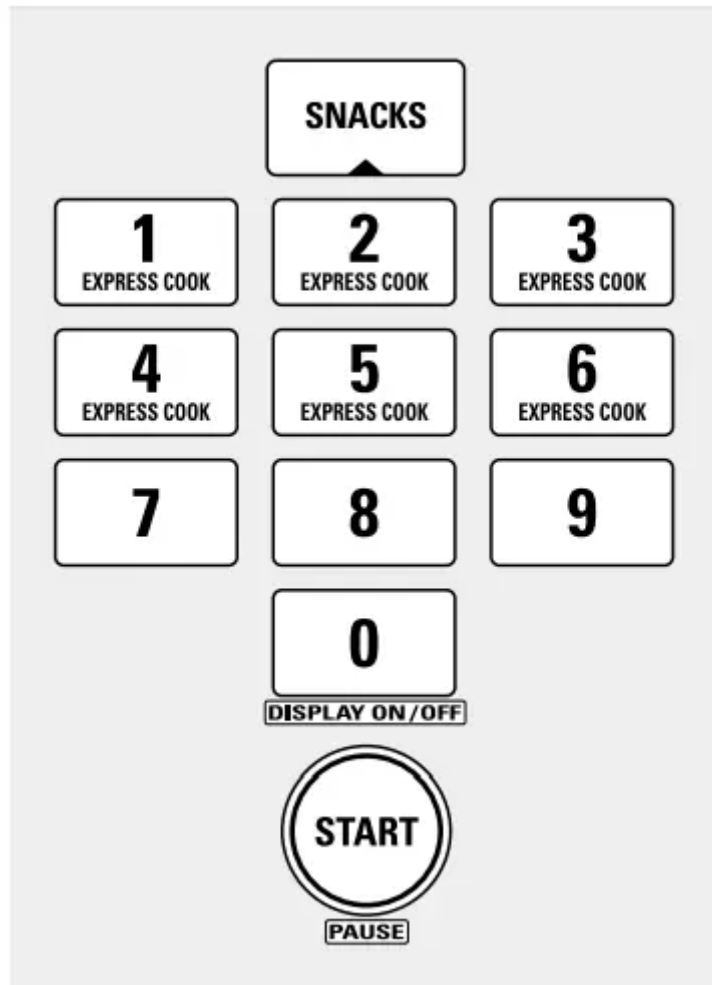 SNACKS
1 2 3
EXPRESS COOK EXPRESS COOK EXPRESS COOK
4 5 6
EXPRESS COOK EXPRESS COOK EXPRESS COOK
7 8 9
0
DISPLAY ON/OFF
START
PAUSE